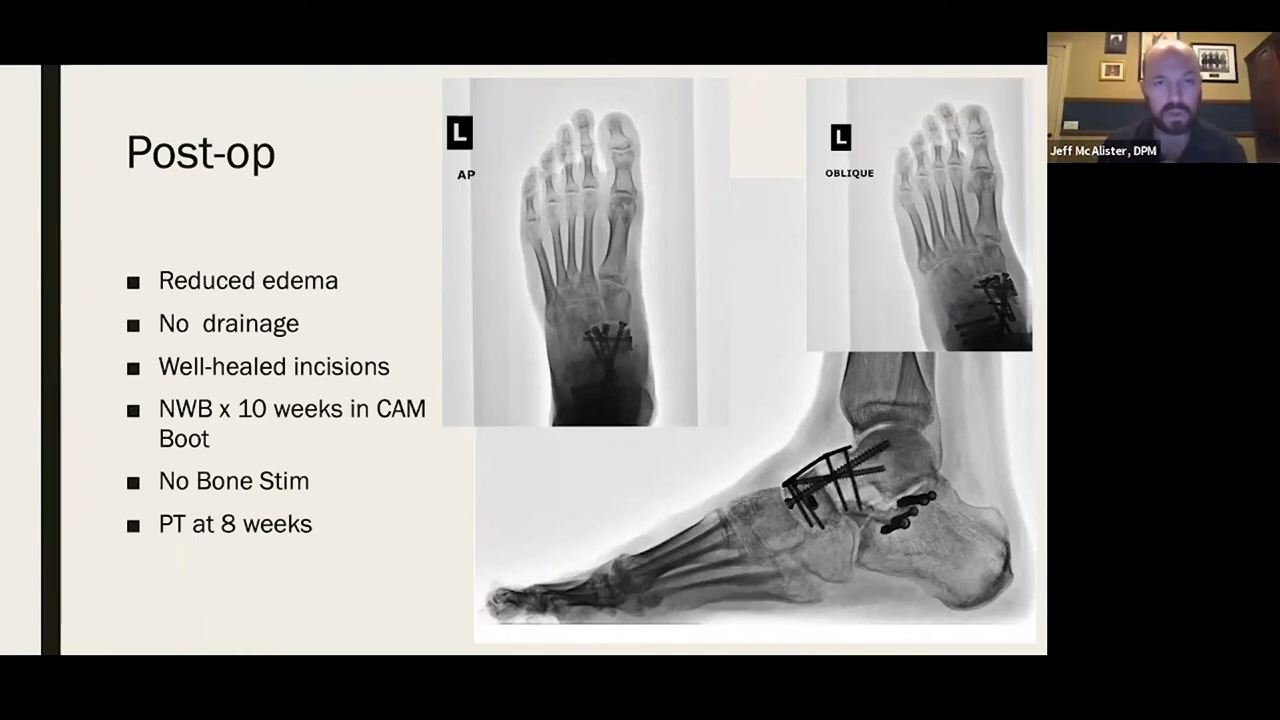 Post-op
■ Reduced edema
■ No drainage
■ Well-healed incisions
■ NWB x 10 weeks in CAM
Boot
■ No Bone Stim
■ PT at 8 weeks
L
AP
L
OBLIQUE
Jeff McAlister, DPM